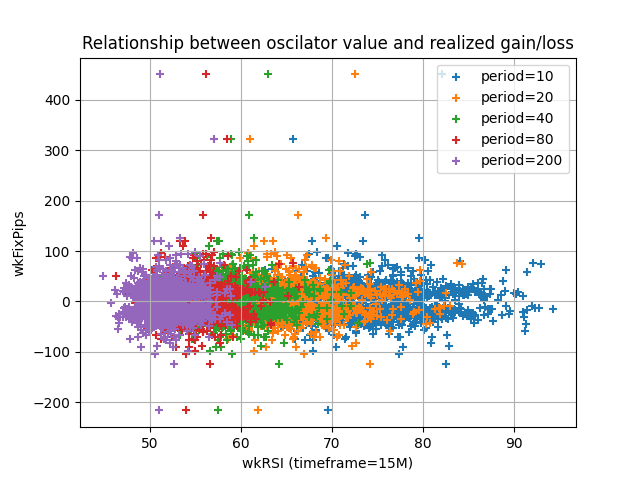 Relationship between oscilator value and realized gain/loss
period=10
period=20
period=40
period=80
period=200
wkFixPips
400
300
200
100
0
−100
−200
50
60
70
80
90
wkRSI (timeframe=15M)